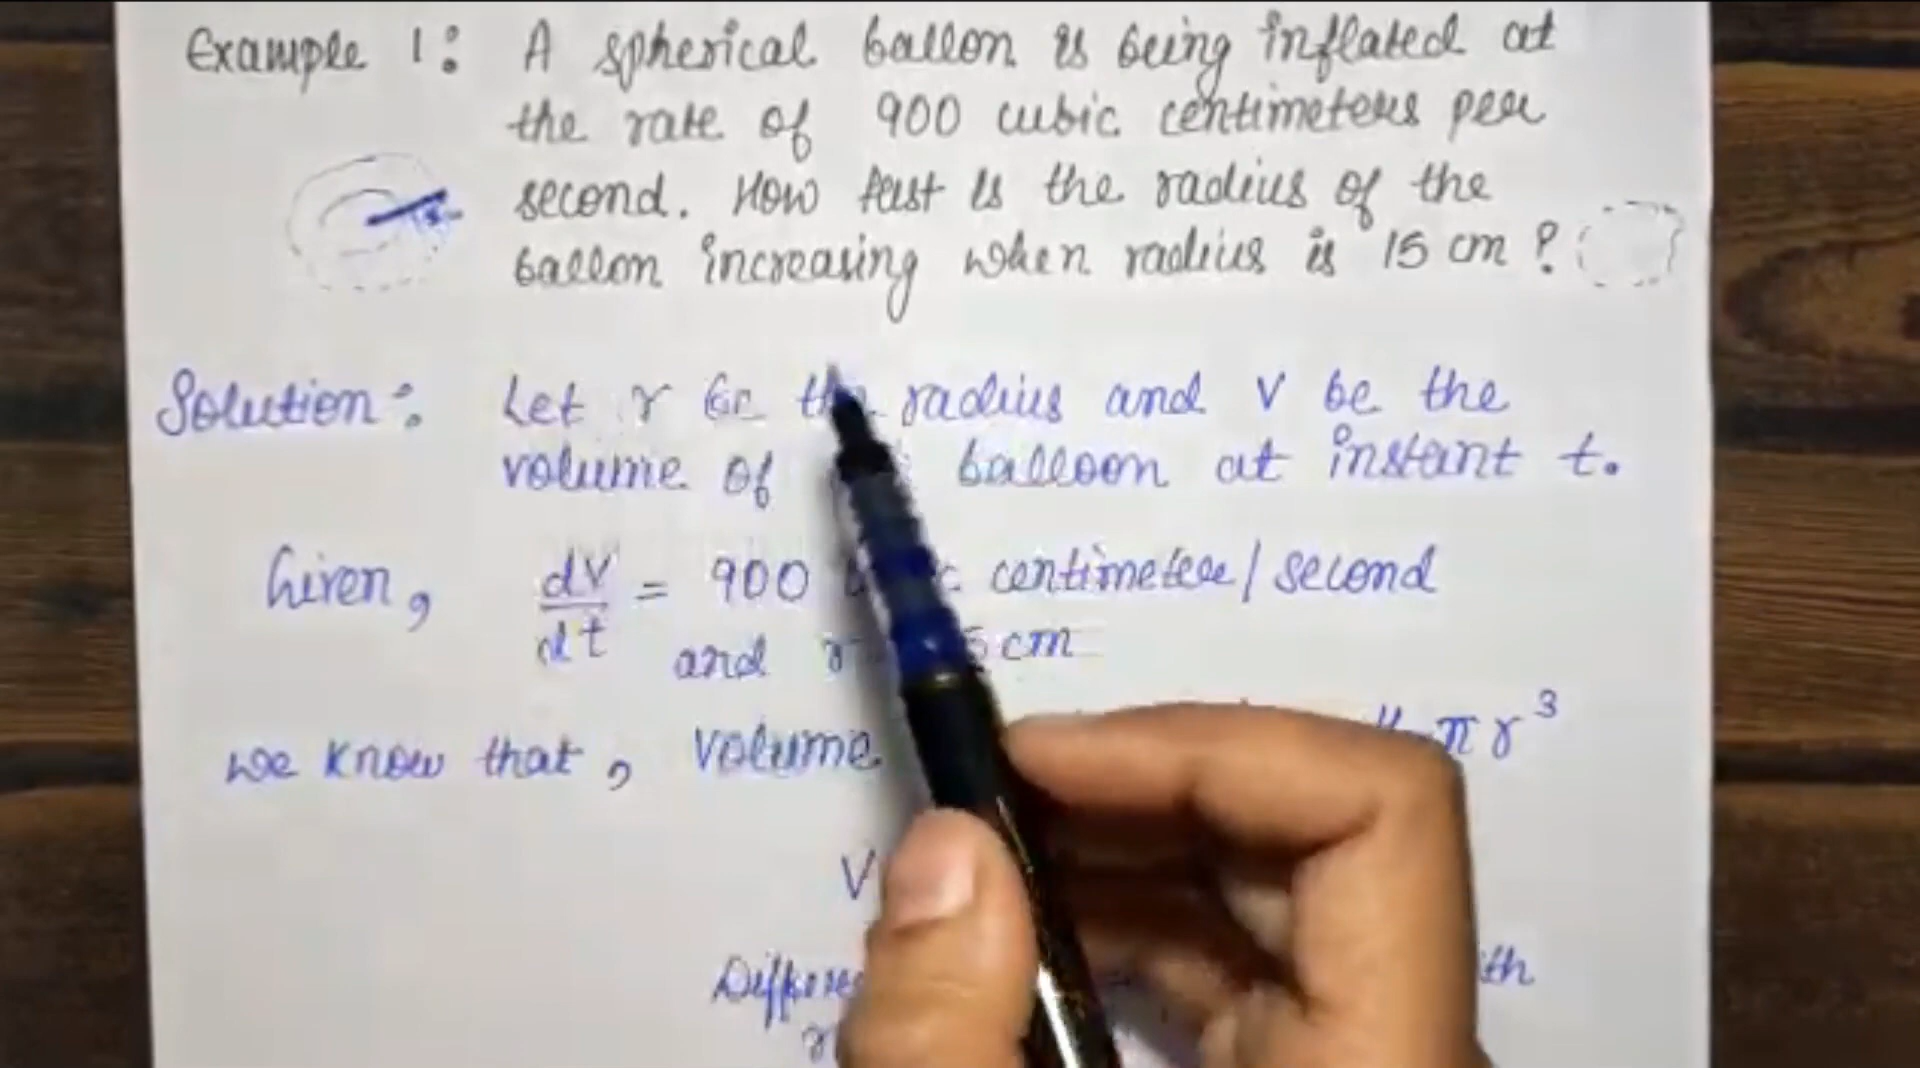 Example 1: A spherical ballon is being inflated at
the rate of 900 cubic centimeters per
second. How fast is the radius of the
ballon increasing when radius is 15 cm?
Solution: Let r be the radius and V be the
volume of balloon at instant t.
Given, dV/dt = 900 centimeter/second
and r cm
we know that, Volume πr³
V
with